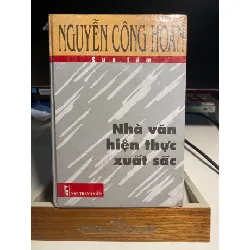 NGUYỄN CÔNG HOAN
Sưu tầm
Nhà văn
hiện thực
xuất sắc